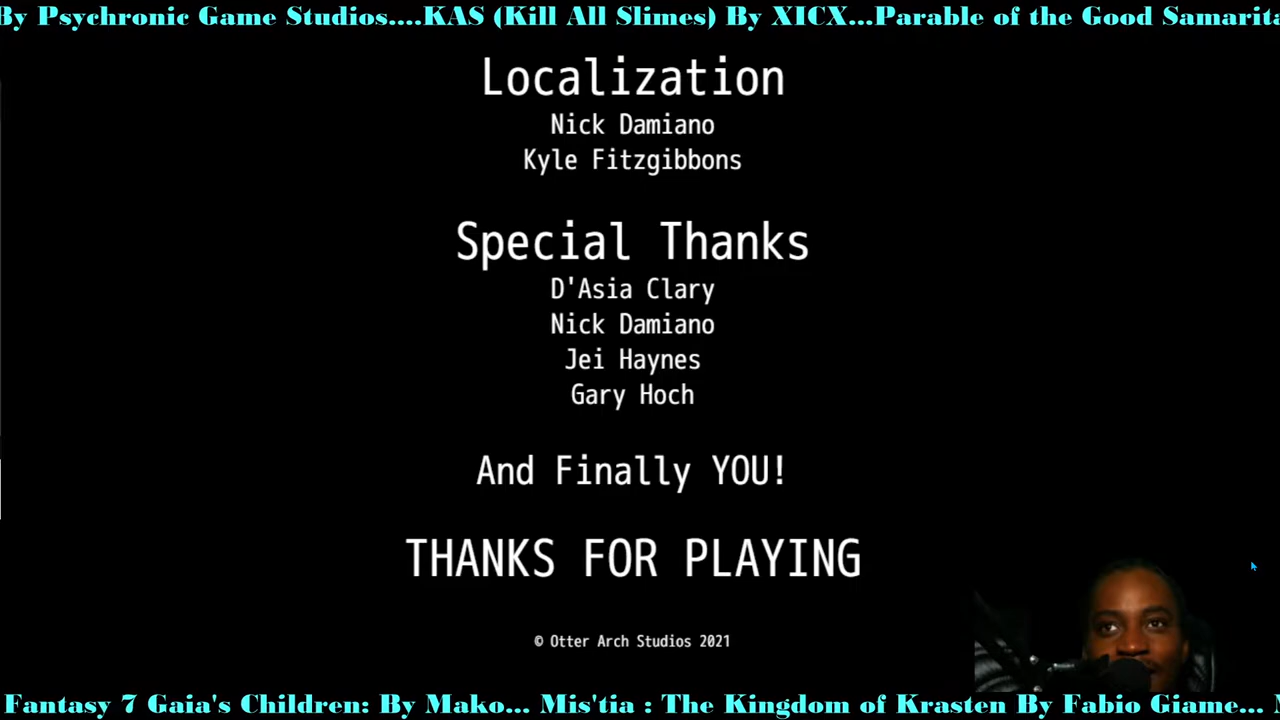 By Psychronic Game Studios....KAS (Kill All Slimes) By XICX...Parable of the Good
Localization
Nick Damiano
Kyle Fitzgibbons
Special Thanks
D'Asia Clary
Nick Damiano
Jei Haynes
Gary Hoch
And Finally YOU!
THANKS FOR PLAYING
© Otter Arch Studios 2021
Fantasy 7 Gaia's Children: By Mako... Mis'tia : The Kingdom of Krasten By Fabio Giame...